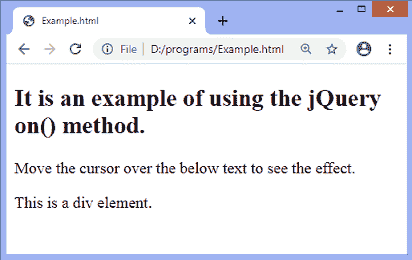 Example.html
File | D:/programs/Example.html
It is an example of using the jQuery
on() method.
Move the cursor over the below text to see the effect.
This is a div element.